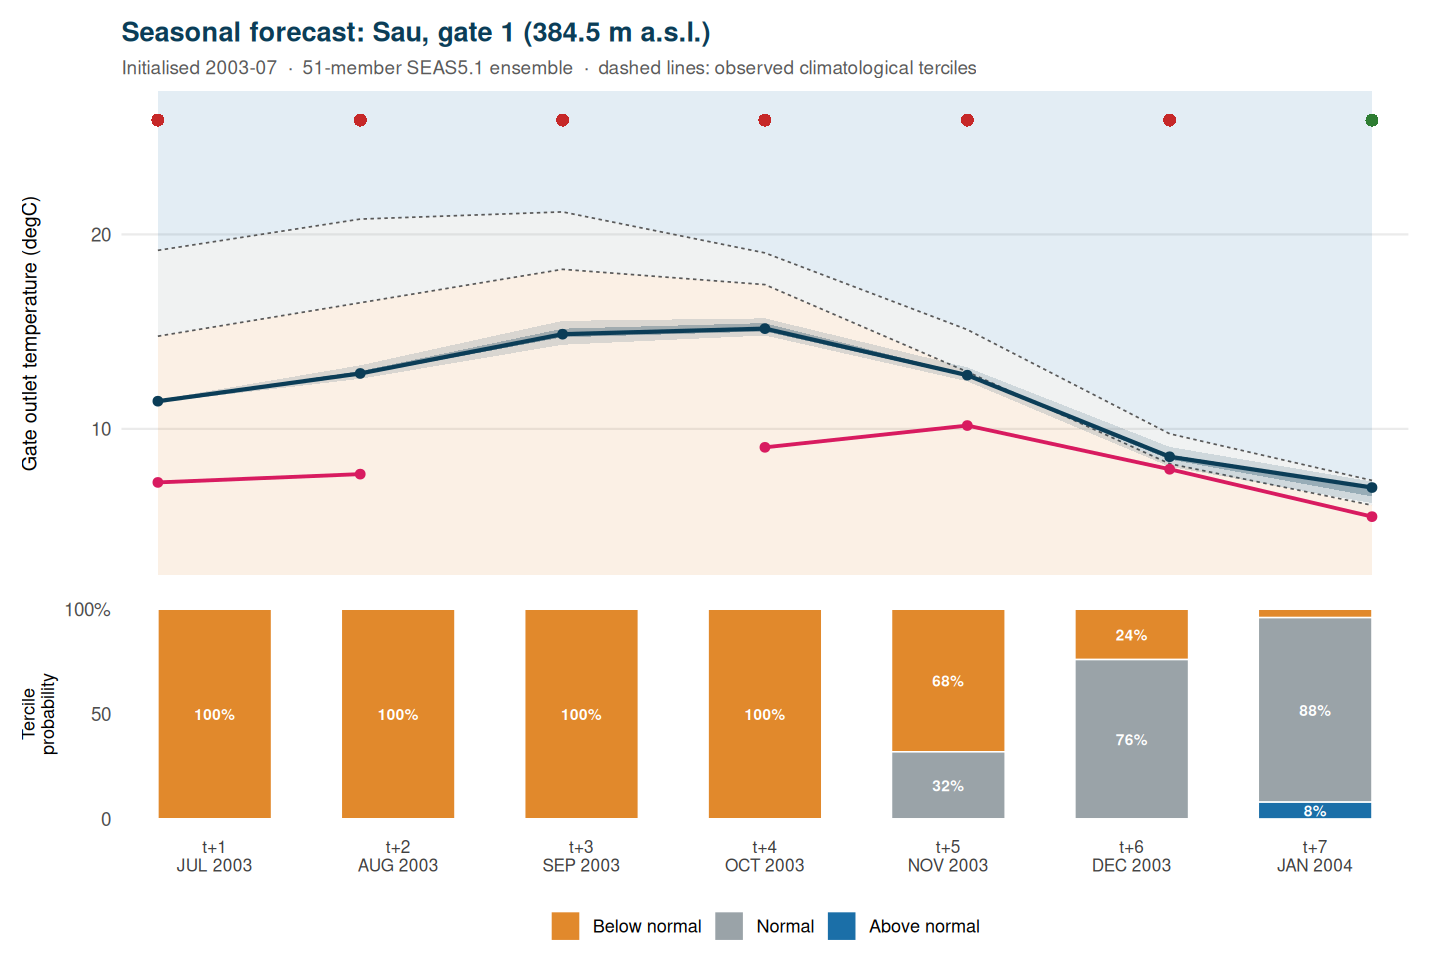 Seasonal forecast: Sau, gate 1 (384.5 m a.s.l.)
Initialised 2003-07 · 51-member SEAS5.1 ensemble · dashed lines: observed climatological terciles
Gate outlet temperature (degC)
20
10
Tercile
probability
100%
50
0
100%
100%
100%
100%
68%
32%
24%
76%
88%
8%
t+1
JUL 2003
t+2
AUG 2003
t+3
SEP 2003
t+4
OCT 2003
t+5
NOV 2003
t+6
DEC 2003
t+7
JAN 2004
Below normal
Normal
Above normal